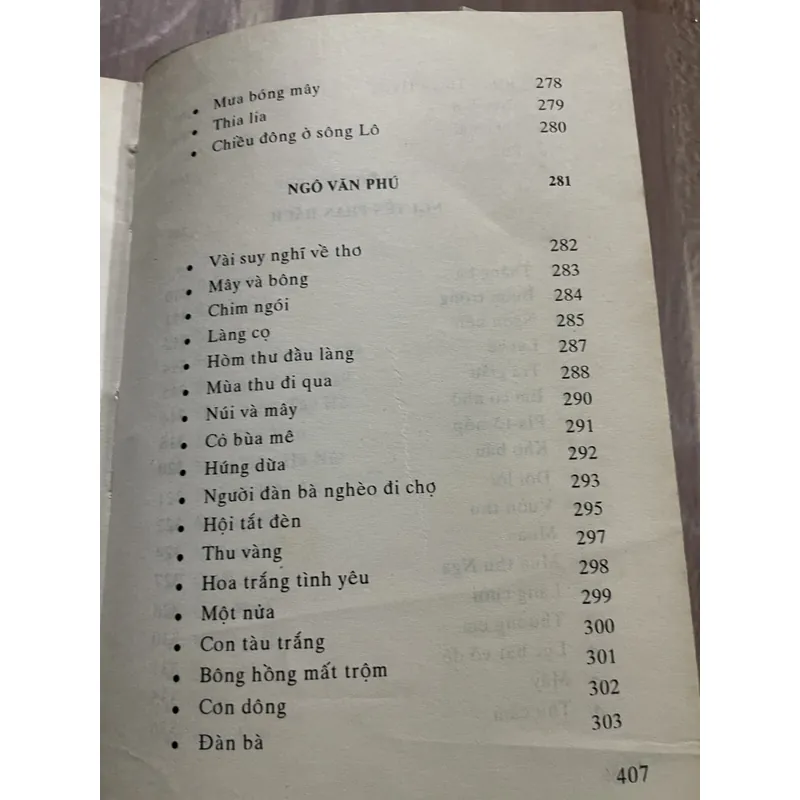 • Mưa bóng mây 278
• Thia lia 279
• Chiều đông ở sông Lô 280
NGÔ VĂN PHÚ 281
• Vài suy nghĩ về thơ 282
• Mây và bông 283
• Chim ngói 284
• Làng cọ 285
• Hòm thư đầu làng 287
• Mùa thu đi qua 288
• Núi và mây 290
• Cỏ bùa mê 291
• Hứng dừa 292
• Người đàn bà nghèo đi chợ 293
• Hội tắt đèn 295
• Thu vàng 297
• Hoa trắng tình yêu 298
• Một nửa 299
• Con tàu trắng 300
• Bông hồng mất trộm 301
• Cơn dông 302
• Đàn bà 303
407